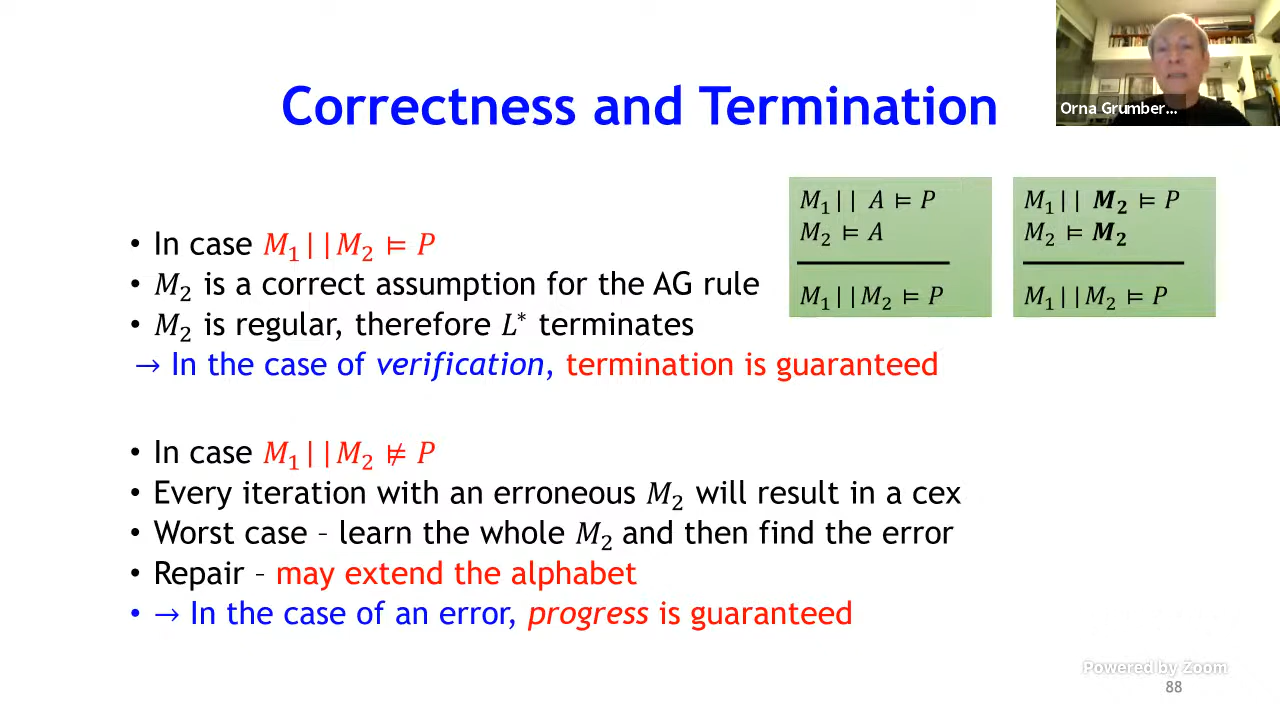 Correctness and Termination
Orna Grumber...
M₁|| A ⊨ P
M₂ ⊨ A
M₁||M₂ ⊨ P
M₁|| M₂ ⊨ P
M₂ ⊨ M₂
M₁||M₂ ⊨ P
• In case M₁||M₂ ⊨ P
• M₂ is a correct assumption for the AG rule
• M₂ is regular, therefore L* terminates
→ In the case of verification, termination is guaranteed
• In case M₁||M₂ ⊭ P
• Every iteration with an erroneous M₂ will result in a cex
• Worst case – learn the whole M₂ and then find the error
• Repair – may extend the alphabet
• → In the case of an error, progress is guaranteed
Powered by Zoom
88